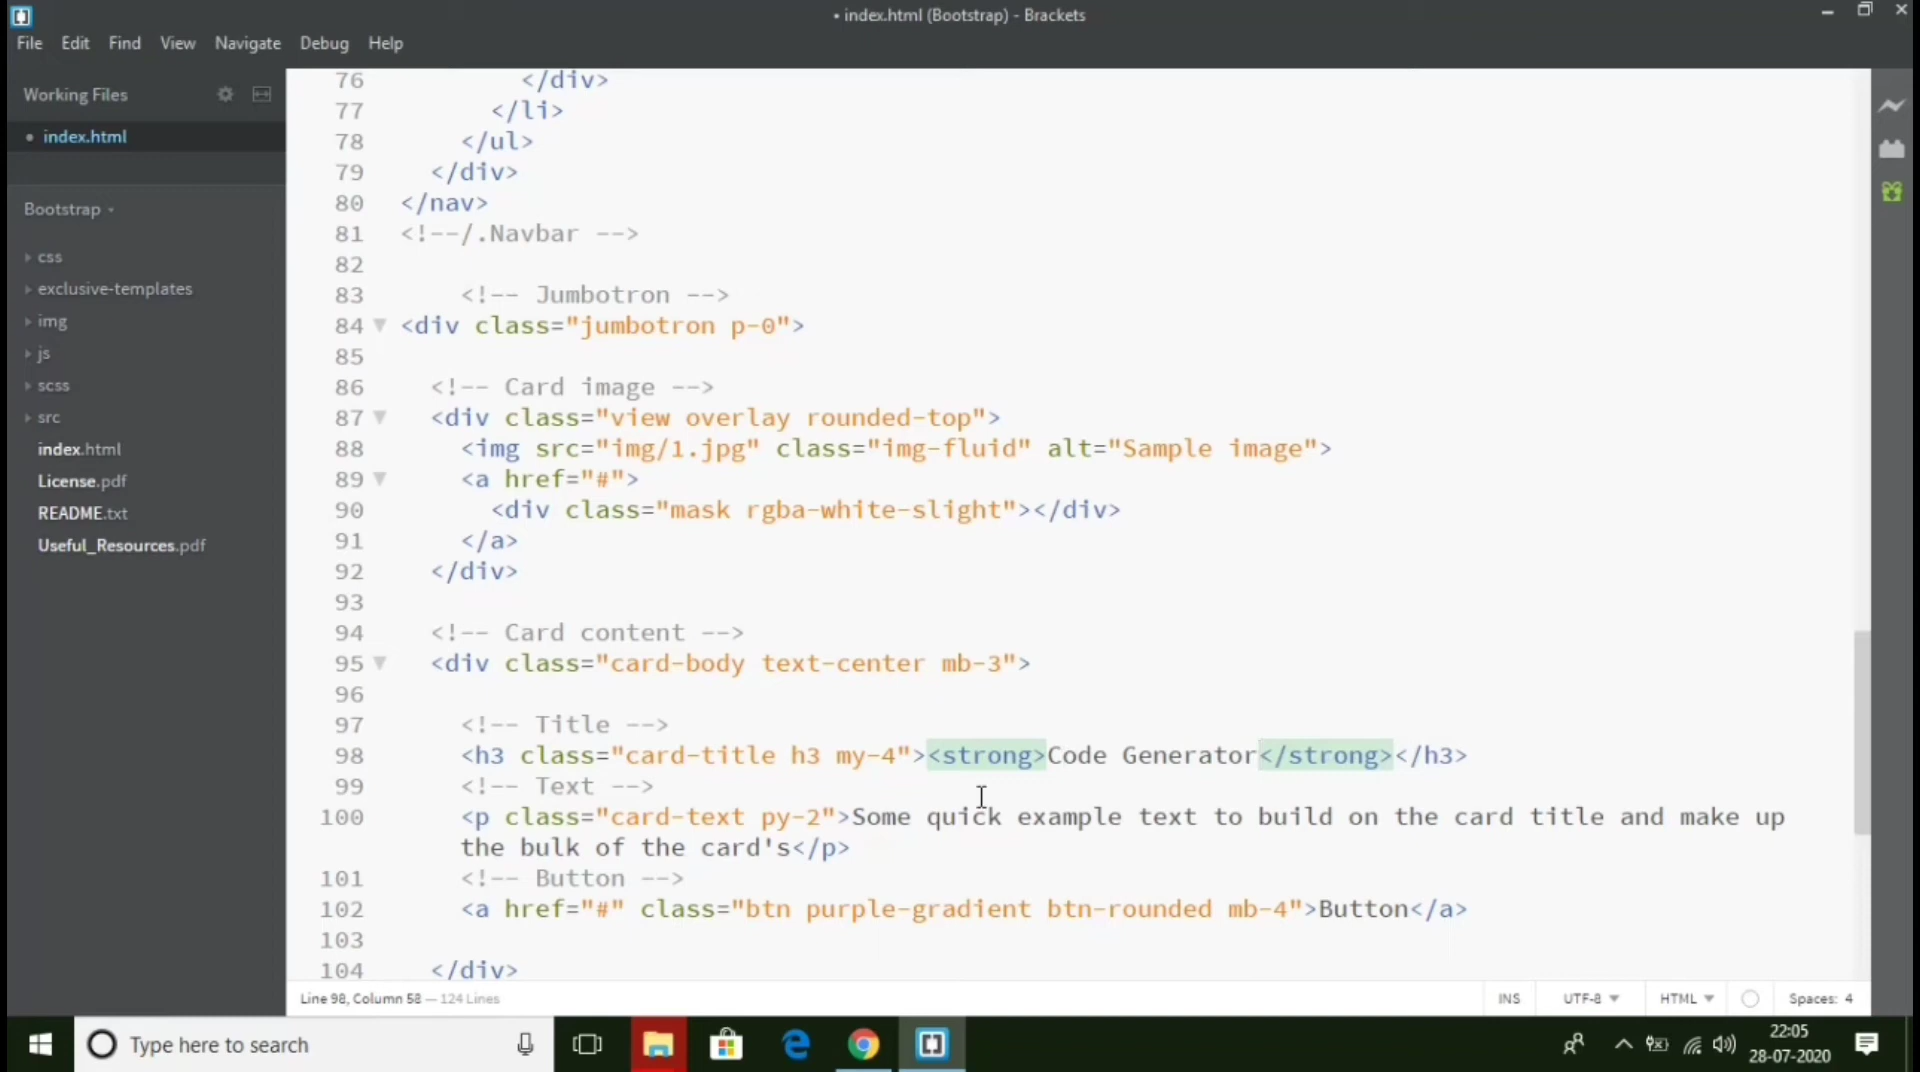 • index.html (Bootstrap) - Brackets
File Edit Find View Navigate Debug Help
Working Files
• index.html
Bootstrap
css
exclusive-templates
img
js
scss
src
index.html
License.pdf
README.txt
Useful_Resources.pdf
76 </div>
77 </li>
78 </ul>
79 </div>
80 </nav>
81 <!--/.Navbar -->
82
83 <!-- Jumbotron -->
84 <div class="jumbotron p-0">
85
86 <!-- Card image -->
87 <div class="view overlay rounded-top">
88 <img src="img/1.jpg" class="img-fluid" alt="Sample image">
89 <a href="#">
90 <div class="mask rgba-white-slight"></div>
91 </a>
92 </div>
93
94 <!-- Card content -->
95 <div class="card-body text-center mb-3">
96
97 <!-- Title -->
98 <h3 class="card-title h3 my-4"><strong>Code Generator</strong></h3>
99 <!-- Text -->
100 <p class="card-text py-2">Some quick example text to build on the card title and make up
the bulk of the card's</p>
101 <!-- Button -->
102 <a href="#" class="btn purple-gradient btn-rounded mb-4">Button</a>
103
104 </div>
Line 98, Column 58 — 124 Lines
INS UTF-8 HTML Spaces: 4
Type here to search
22:05
28-07-2020